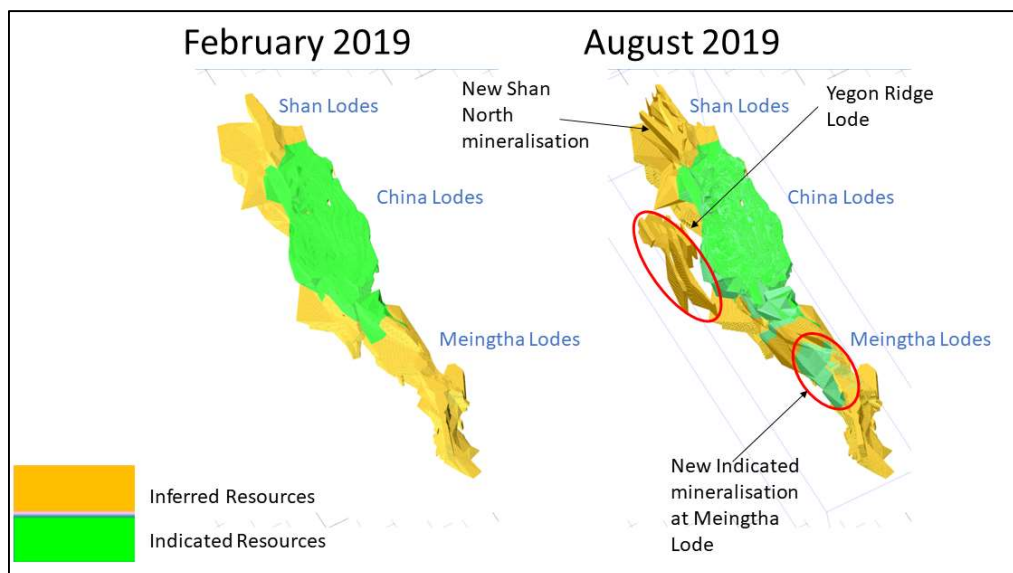 February 2019
August 2019
Shan Lodes
China Lodes
Meingtha Lodes
New Shan
North
mineralisation
Shan Lodes
Yegon Ridge
Lode
China Lodes
Meingtha Lodes
New Indicated
mineralisation
at Meingtha
Lode
Inferred Resources
Indicated Resources